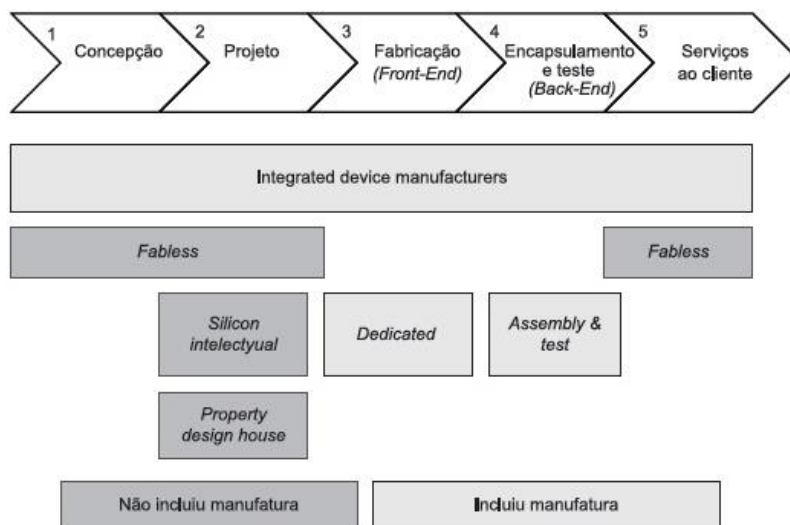 1 Concepção
2 Projeto
3 Fabricação
(Front-End)
4 Encapsulamento
e teste
(Back-End)
5 Serviços
ao cliente
Integrated device manufacturers
Fabless
Fabless
Silicon
intelectyual
Dedicated
Assembly &
test
Property
design house
Não incluiu manufatura
Incluiu manufatura